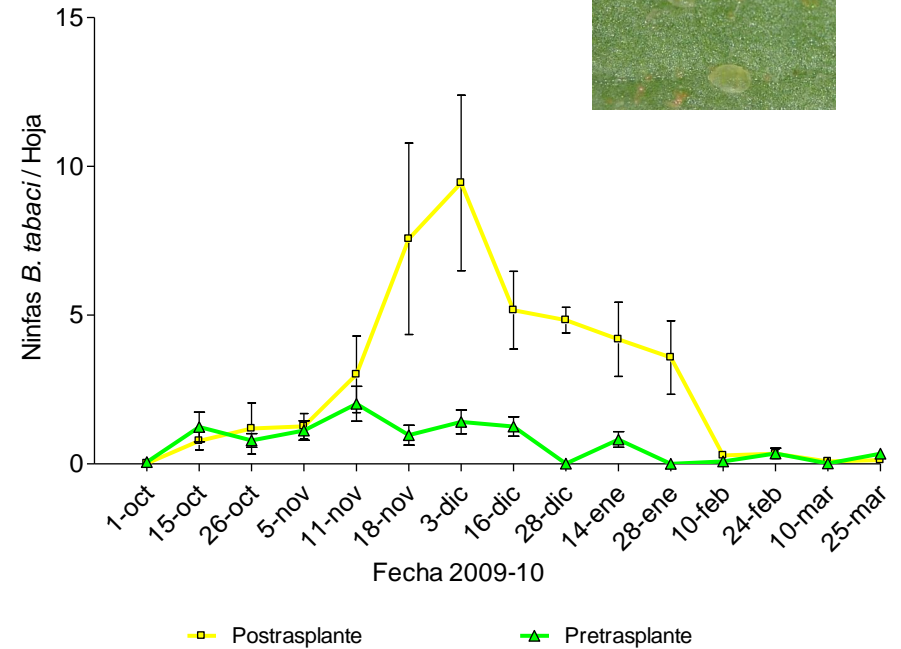 15
10
5
0
Ninfas B. tabaci / Hoja
1-oct
15-oct
26-oct
5-nov
11-nov
18-nov
3-dic
16-dic
28-dic
14-ene
28-ene
10-feb
24-feb
10-mar
25-mar
Fecha 2009-10
Postrasplante
Pretrasplante